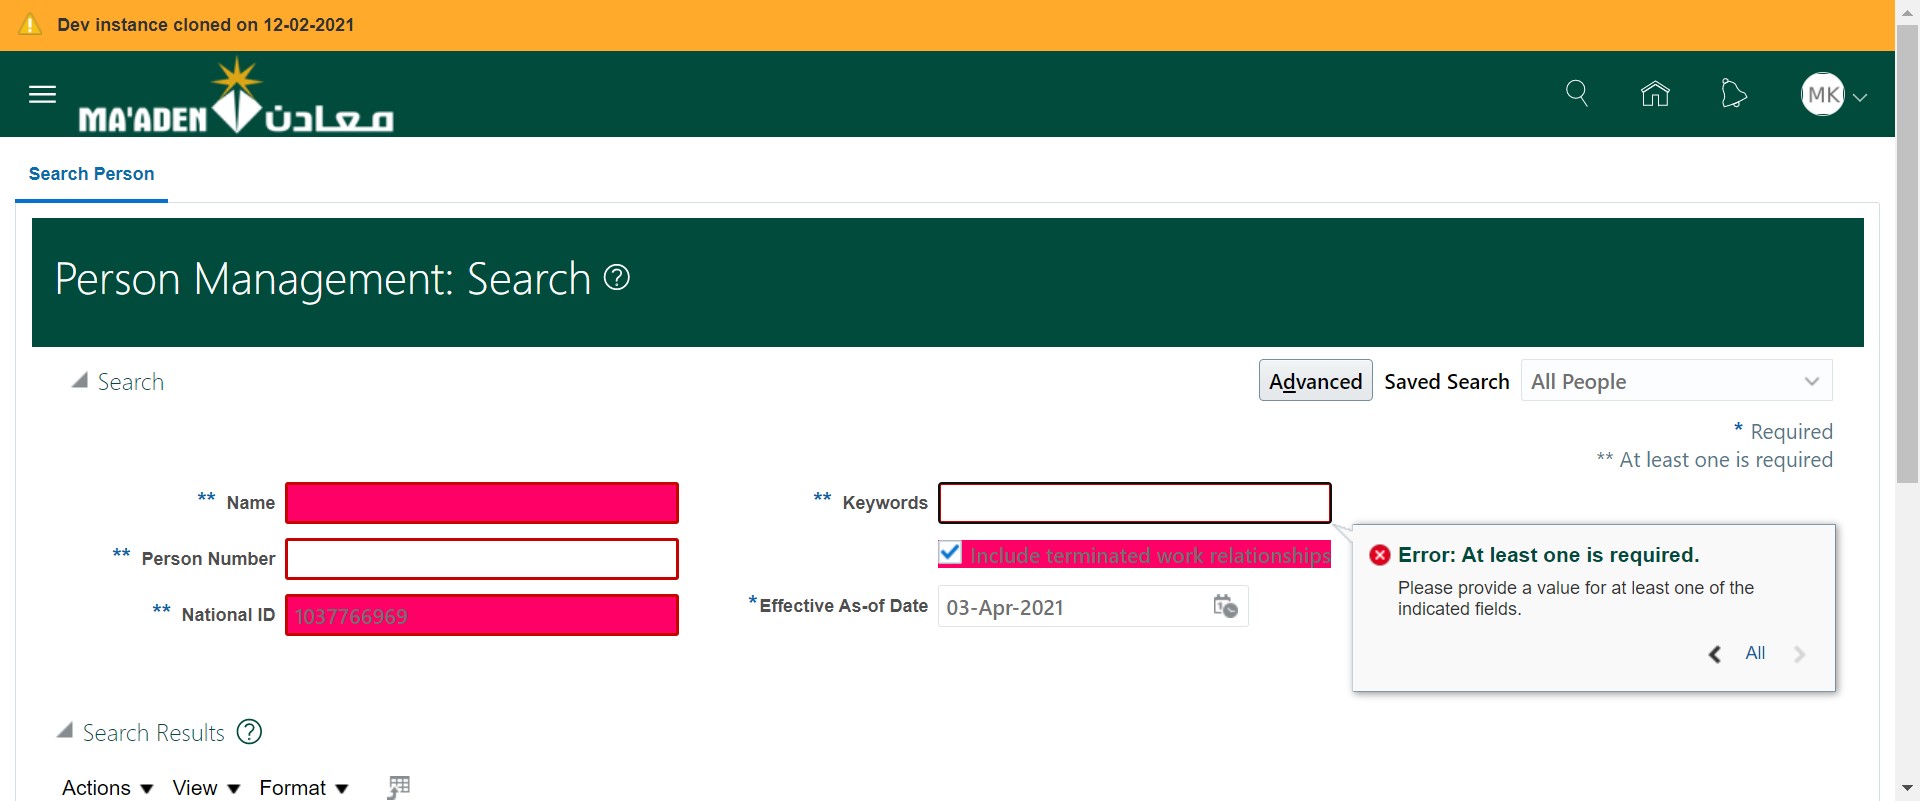 Dev instance cloned on 12-02-2021
MA'ADEN معادن
MK
Search Person
Person Management: Search ?
Search
Advanced Saved Search All People
* Required
** At least one is required
** Name
** Keywords
** Person Number
Include terminated work relationships
** National ID 1037766969
*Effective As-of Date 03-Apr-2021
Error: At least one is required.
Please provide a value for at least one of the
indicated fields.
All
Search Results ?
Actions View Format